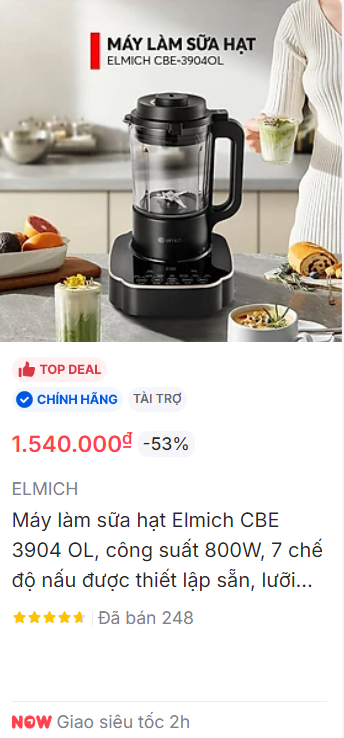 MÁY LÀM SỮA HẠT
ELMICH CBE-3904OL
TOP DEAL
CHÍNH HÃNG
TÀI TRỢ
1.540.000₫ -53%
ELMICH
Máy làm sữa hạt Elmich CBE
3904 OL, công suất 800W, 7 chế
độ nấu được thiết lập sẵn, lưỡi...
Đã bán 248
NOW Giao siêu tốc 2h